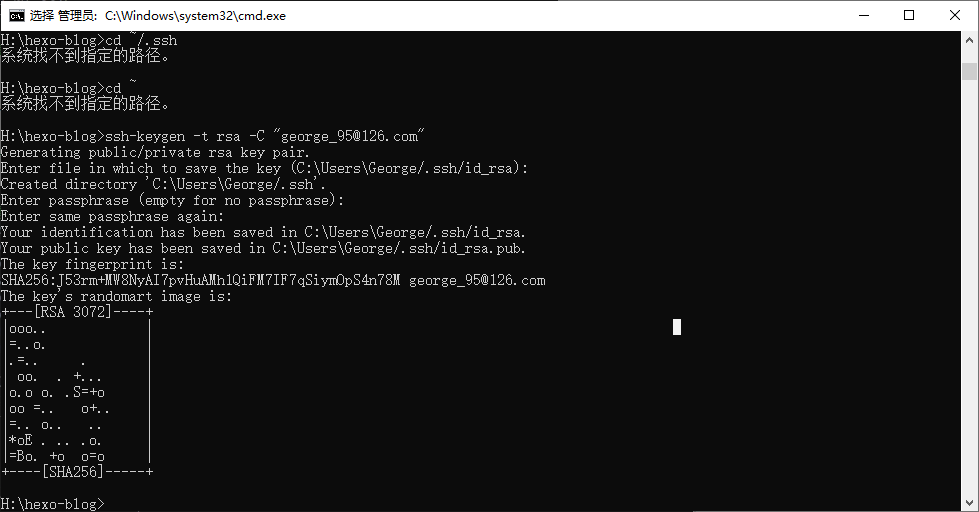 选择 管理员: C:\Windows\system32\cmd.exe
H:\hexo-blog>cd ~/.ssh
系统找不到指定的路径。
H:\hexo-blog>cd ~
系统找不到指定的路径。
H:\hexo-blog>ssh-keygen -t rsa -C "george_95@126.com"
Generating public/private rsa key pair.
Enter file in which to save the key (C:\Users\George/.ssh/id_rsa):
Created directory 'C:\Users\George/.ssh'.
Enter passphrase (empty for no passphrase):
Enter same passphrase again:
Your identification has been saved in C:\Users\George/.ssh/id_rsa.
Your public key has been saved in C:\Users\George/.ssh/id_rsa.pub.
The key fingerprint is:
SHA256:J53rm+MW8NyAI7pvHuAMh1QiFM7IF7qSiymOpS4n78M george_95@126.com
The key's randomart image is:
+---[RSA 3072]----+
|ooo..            |
|=..o.            |
|.=..     .       |
| oo.  . +...     |
|o.o o. .S=+o     |
|oo =..   o+..    |
|=.. o..   ..     |
|*oE . .. .o.     |
|=Bo. +o  o=o     |
+----[SHA256]-----+
H:\hexo-blog>